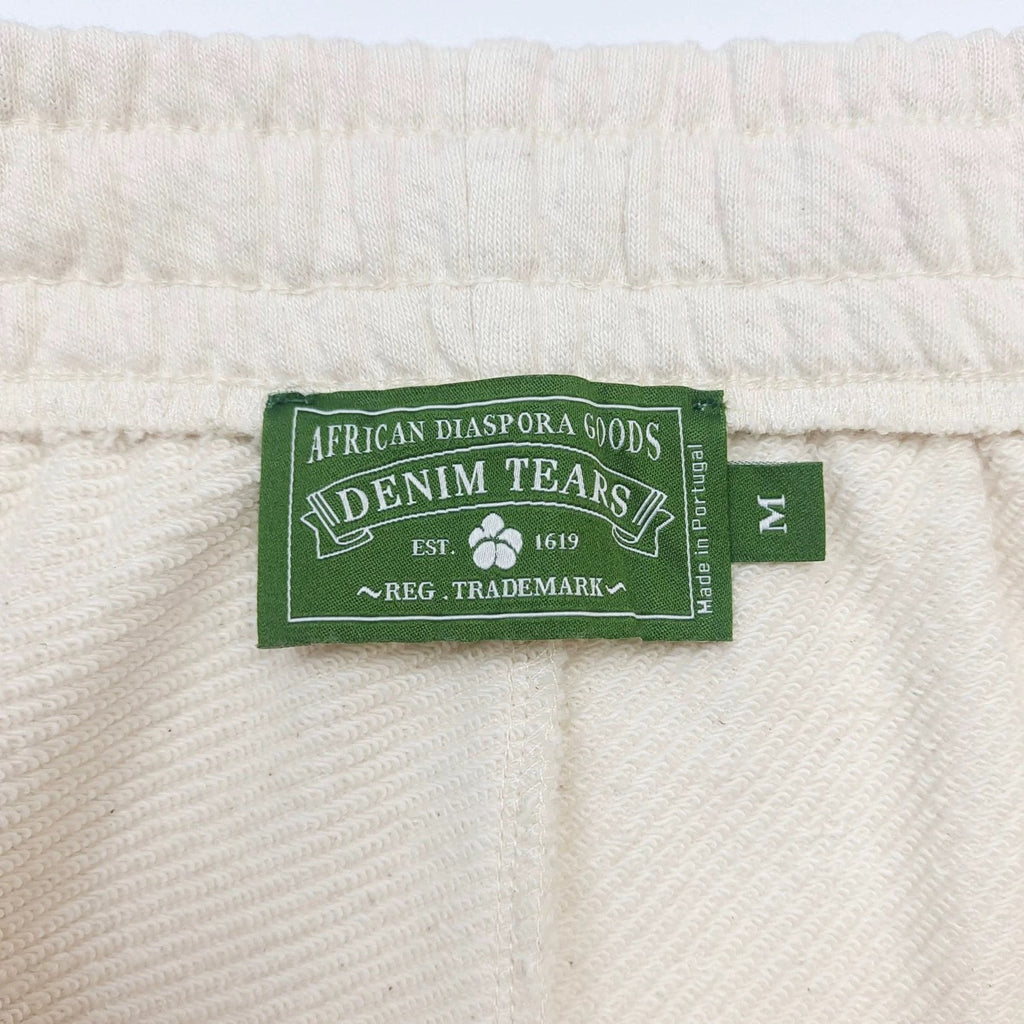 AFRICAN DIASPORA GOODS
DENIM TEARS
EST. 1619
~REG.TRADEMARK~
Made in Portugal
M